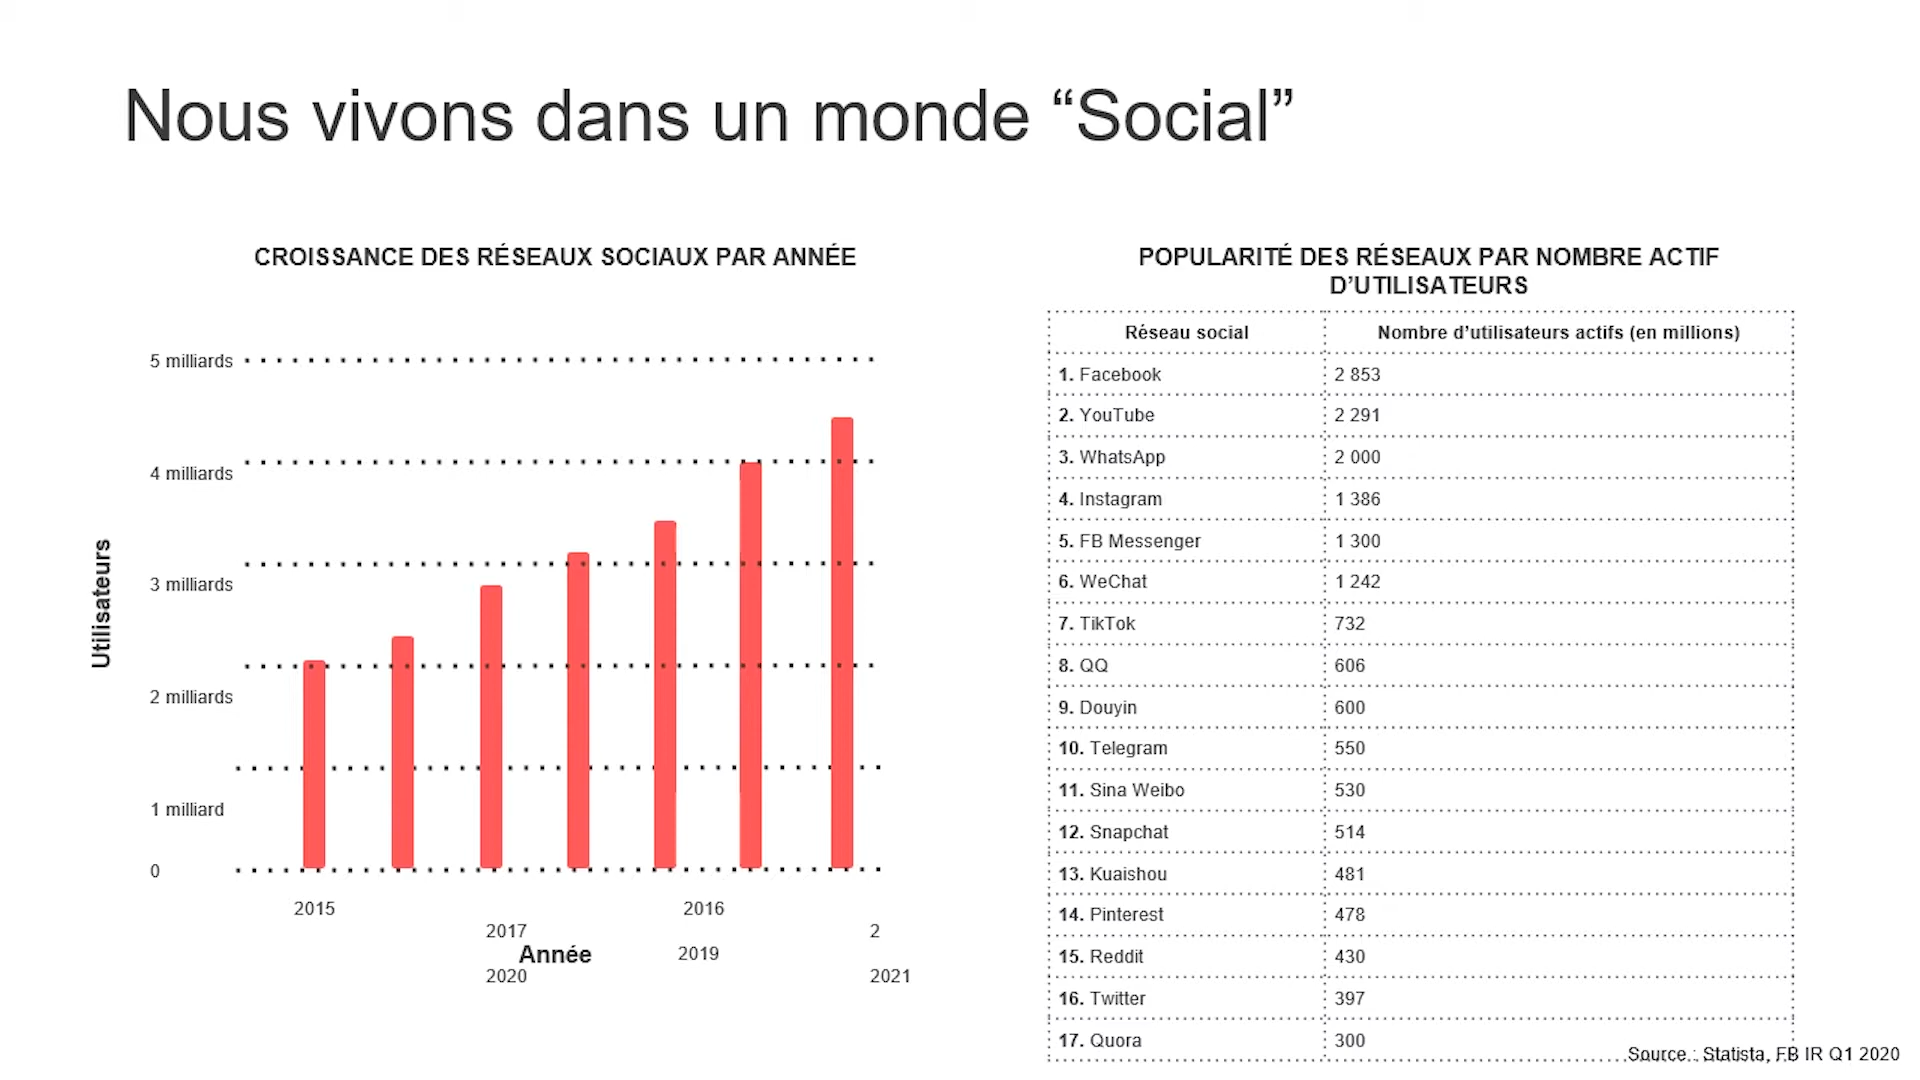 Nous vivons dans un monde “Social”
CROISSANCE DES RÉSEAUX SOCIAUX PAR ANNÉE
5 milliards
4 milliards
3 milliards
2 milliards
1 milliard
0
Utilisateurs
2015
2016
2017
2
Année
2019
2020
2021
POPULARITÉ DES RÉSEAUX PAR NOMBRE ACTIF
D’UTILISATEURS
Réseau social Nombre d’utilisateurs actifs (en millions)
1. Facebook 2 853
2. YouTube 2 291
3. WhatsApp 2 000
4. Instagram 1 386
5. FB Messenger 1 300
6. WeChat 1 242
7. TikTok 732
8. QQ 606
9. Douyin 600
10. Telegram 550
11. Sina Weibo 530
12. Snapchat 514
13. Kuaishou 481
14. Pinterest 478
15. Reddit 430
16. Twitter 397
17. Quora 300
Source : Statista, FB IR Q1 2020